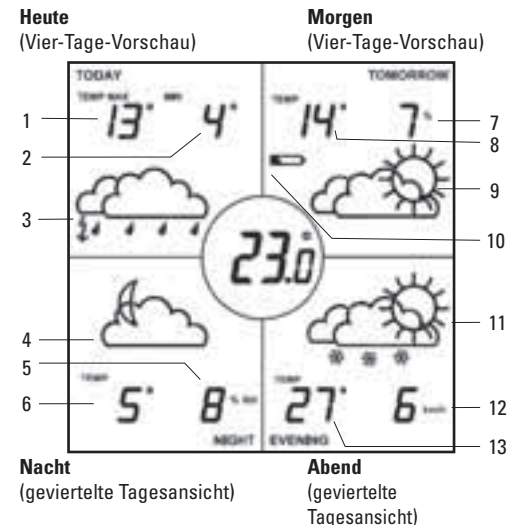 Heute
(Vier-Tage-Vorschau)
Morgen
(Vier-Tage-Vorschau)
TODAY
TOMORROW
TEMP MAX
MIN
TEMP
1
13°
4°
14°
7%
7
2
8
3
9
10
23.0
4
11
5
TEMP
TEMP
6
5°
8%
27°
6 km/h
12
NIGHT
EVENING
13
Nacht
(geviertelte Tagesansicht)
Abend
(geviertelte
Tagesansicht)